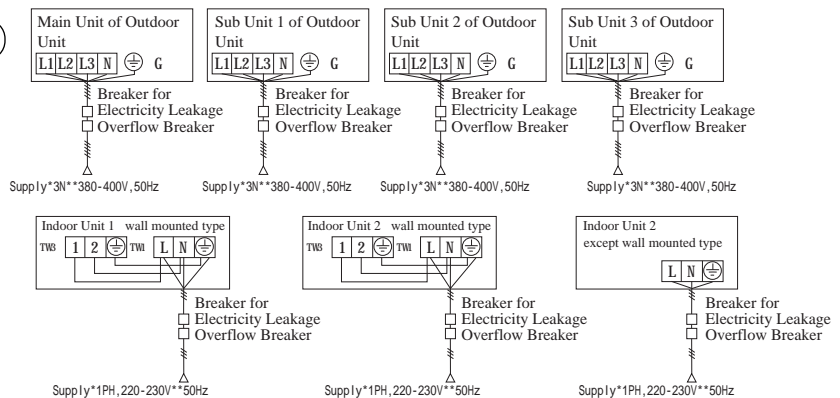 Main Unit of Outdoor
Unit
L1 L2 L3 N G
Breaker for
Electricity Leakage
Overflow Breaker
Supply*3N**380-400V,50Hz
Sub Unit 1 of Outdoor
Unit
L1 L2 L3 N G
Breaker for
Electricity Leakage
Overflow Breaker
Supply*3N**380-400V,50Hz
Sub Unit 2 of Outdoor
Unit
L1 L2 L3 N G
Breaker for
Electricity Leakage
Overflow Breaker
Supply*3N**380-400V,50Hz
Sub Unit 3 of Outdoor
Unit
L1 L2 L3 N G
Breaker for
Electricity Leakage
Overflow Breaker
Supply*3N**380-400V,50Hz
Indoor Unit 1 wall mounted type
TW3 1 2 TW1 L N
Breaker for
Electricity Leakage
Overflow Breaker
Supply*1PH,220-230V**50Hz
Indoor Unit 2 wall mounted type
TW3 1 2 TW1 L N
Breaker for
Electricity Leakage
Overflow Breaker
Supply*1PH,220-230V**50Hz
Indoor Unit 2
except wall mounted type
L N
Breaker for
Electricity Leakage
Overflow Breaker
Supply*1PH,220-230V**50Hz